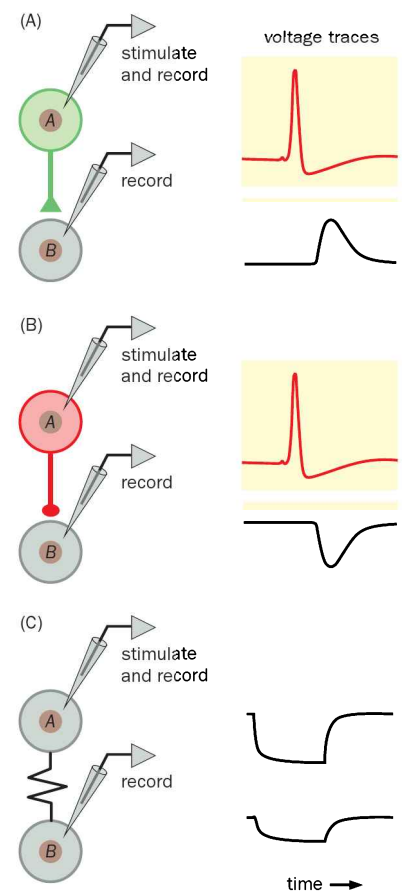 (A)
voltage traces
stimulate
and record
A
record
B
(B)
stimulate
and record
A
record
B
(C)
stimulate
and record
A
record
B
time